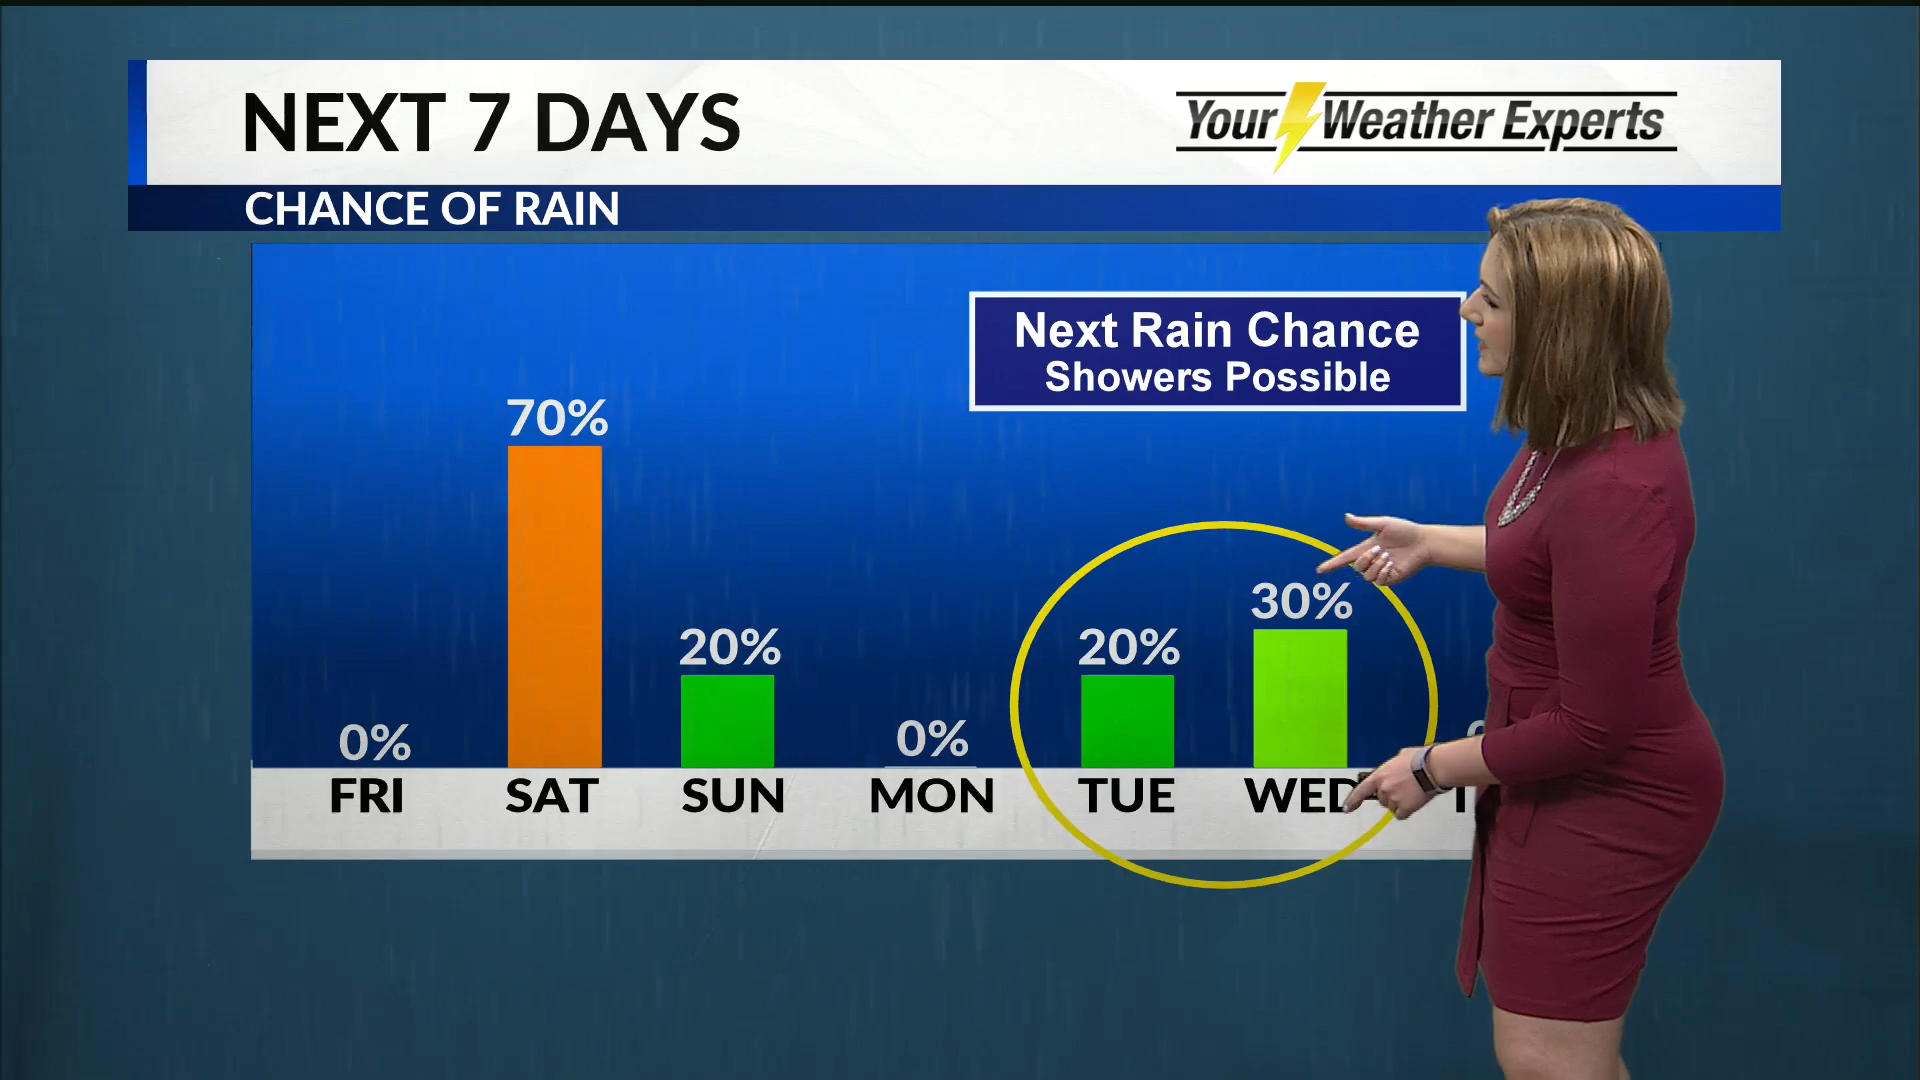 NEXT 7 DAYS
Your Weather Experts
CHANCE OF RAIN
Next Rain Chance
Showers Possible
70%
30%
20%
20%
0%
0%
FRI SAT SUN MON TUE WED